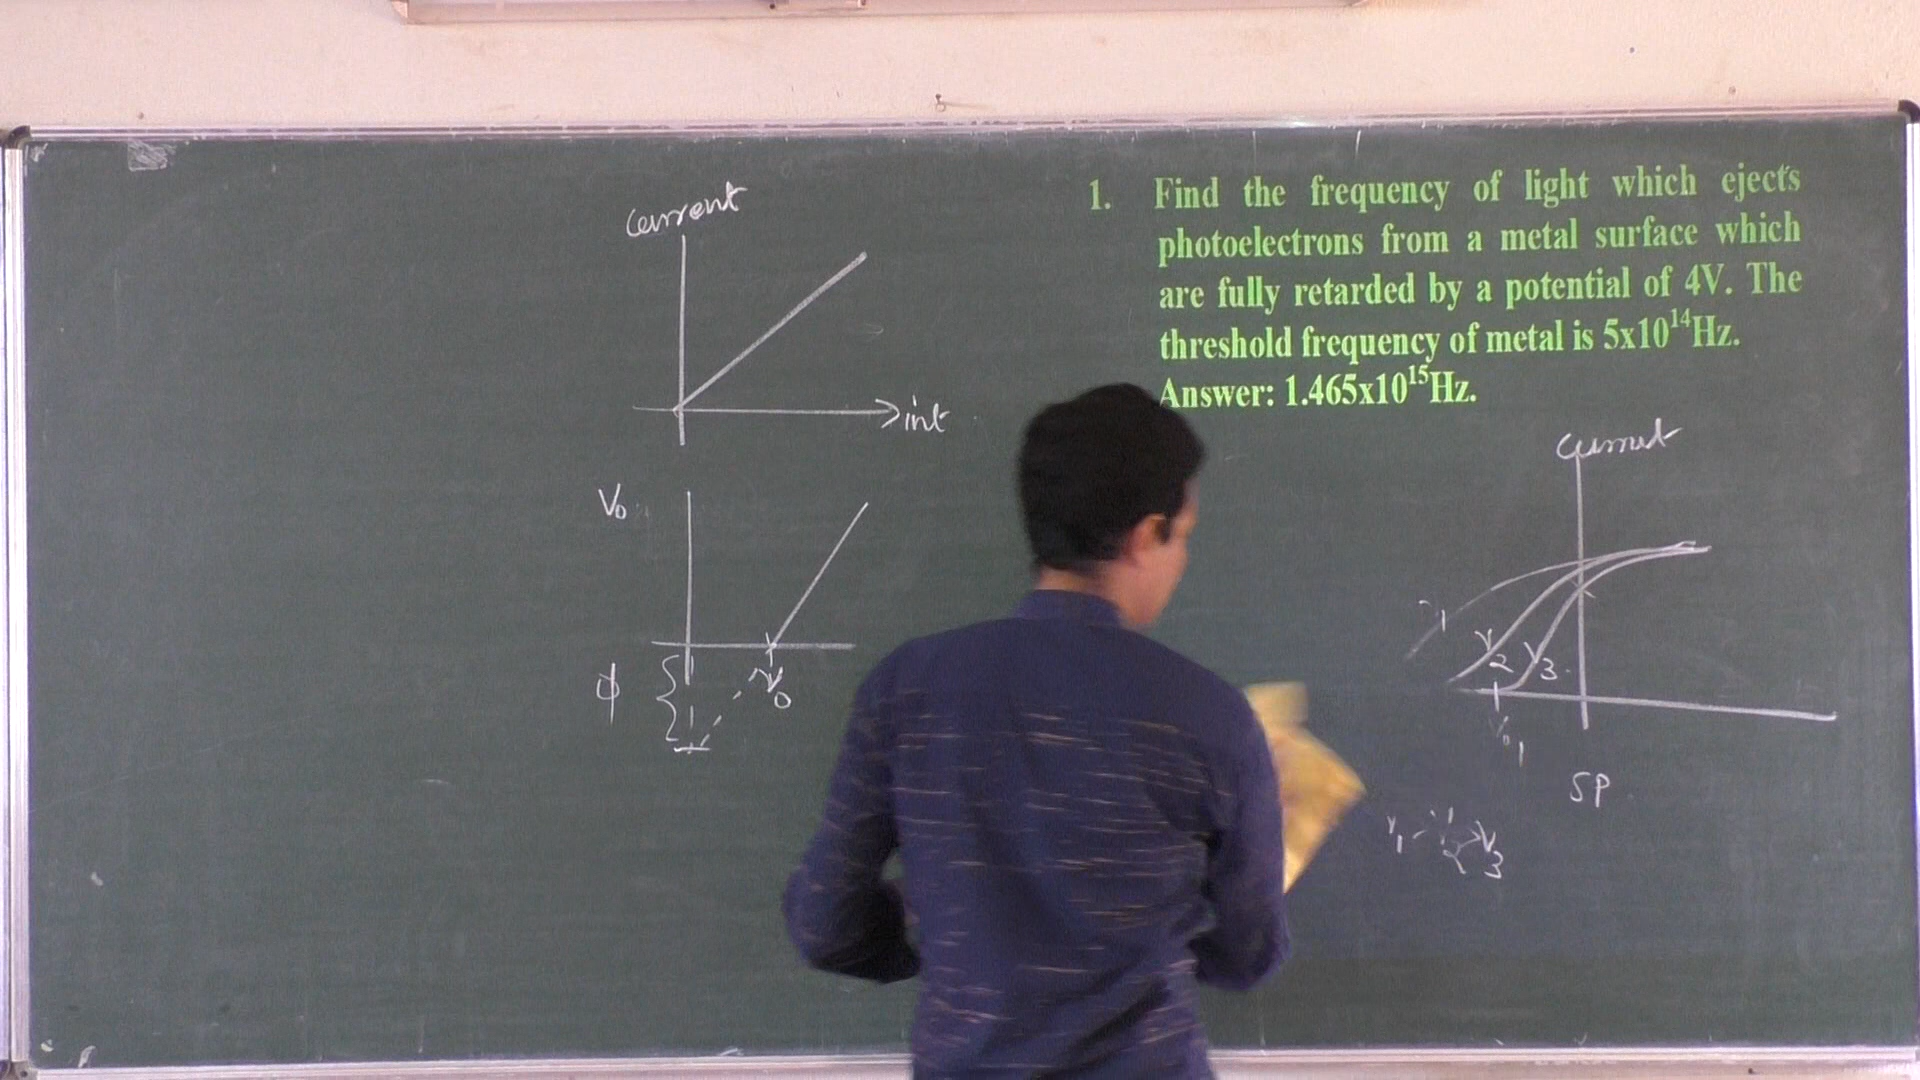 current
int
V₀
ν₀
ϕ
1. Find the frequency of light which ejects
photoelectrons from a metal surface which
are fully retarded by a potential of 4V. The
threshold frequency of metal is 5x10¹⁴Hz.
Answer: 1.465x10¹⁵Hz.
current
ν₁
ν₂ ν₃
V₀₁
SP